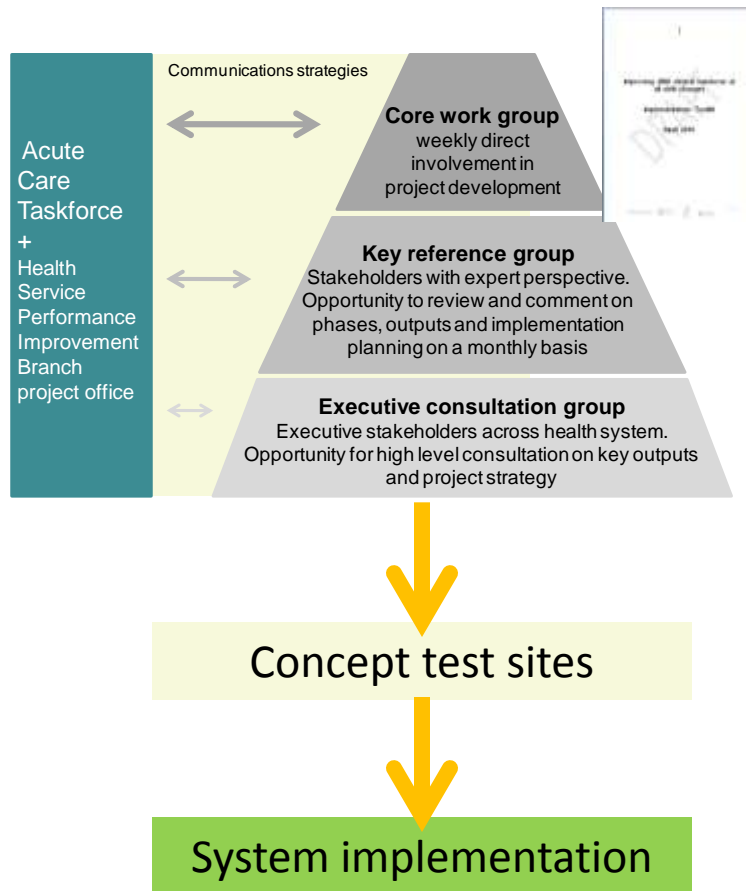 Communications strategies
Acute
Care
Taskforce
+
Health
Service
Performance
Improvement
Branch
project office
Core work group
weekly direct
involvement in
project development
DRAFT
Key reference group
Stakeholders with expert perspective.
Opportunity to review and comment on
phases, outputs and implementation
planning on a monthly basis
Executive consultation group
Executive stakeholders across health system.
Opportunity for high level consultation on key outputs
and project strategy
Concept test sites
System implementation